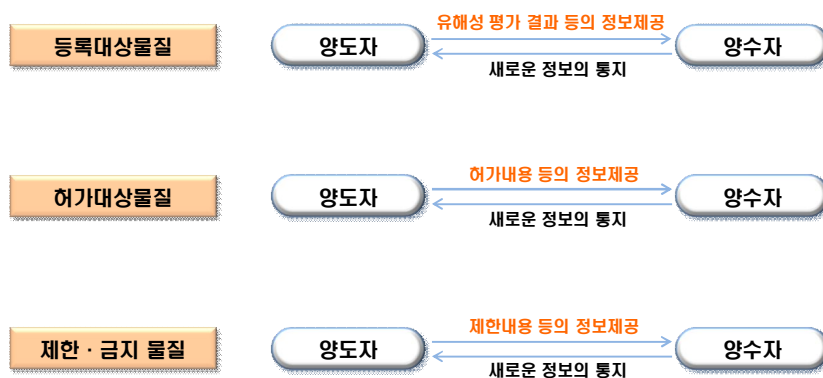 유해성 평가 결과 등의 정보제공
등록대상물질 양도자 양수자
새로운 정보의 통지
허가내용 등의 정보제공
허가대상물질 양도자 양수자
새로운 정보의 통지
제한내용 등의 정보제공
제한 · 금지 물질 양도자 양수자
새로운 정보의 통지